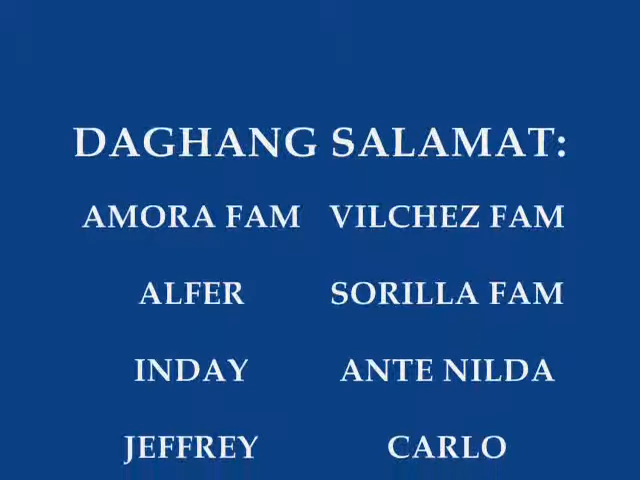 DAGHANG SALAMAT:
AMORA FAM VILCHEZ FAM
ALFER SORILLA FAM
INDAY ANTE NILDA
JEFFREY CARLO